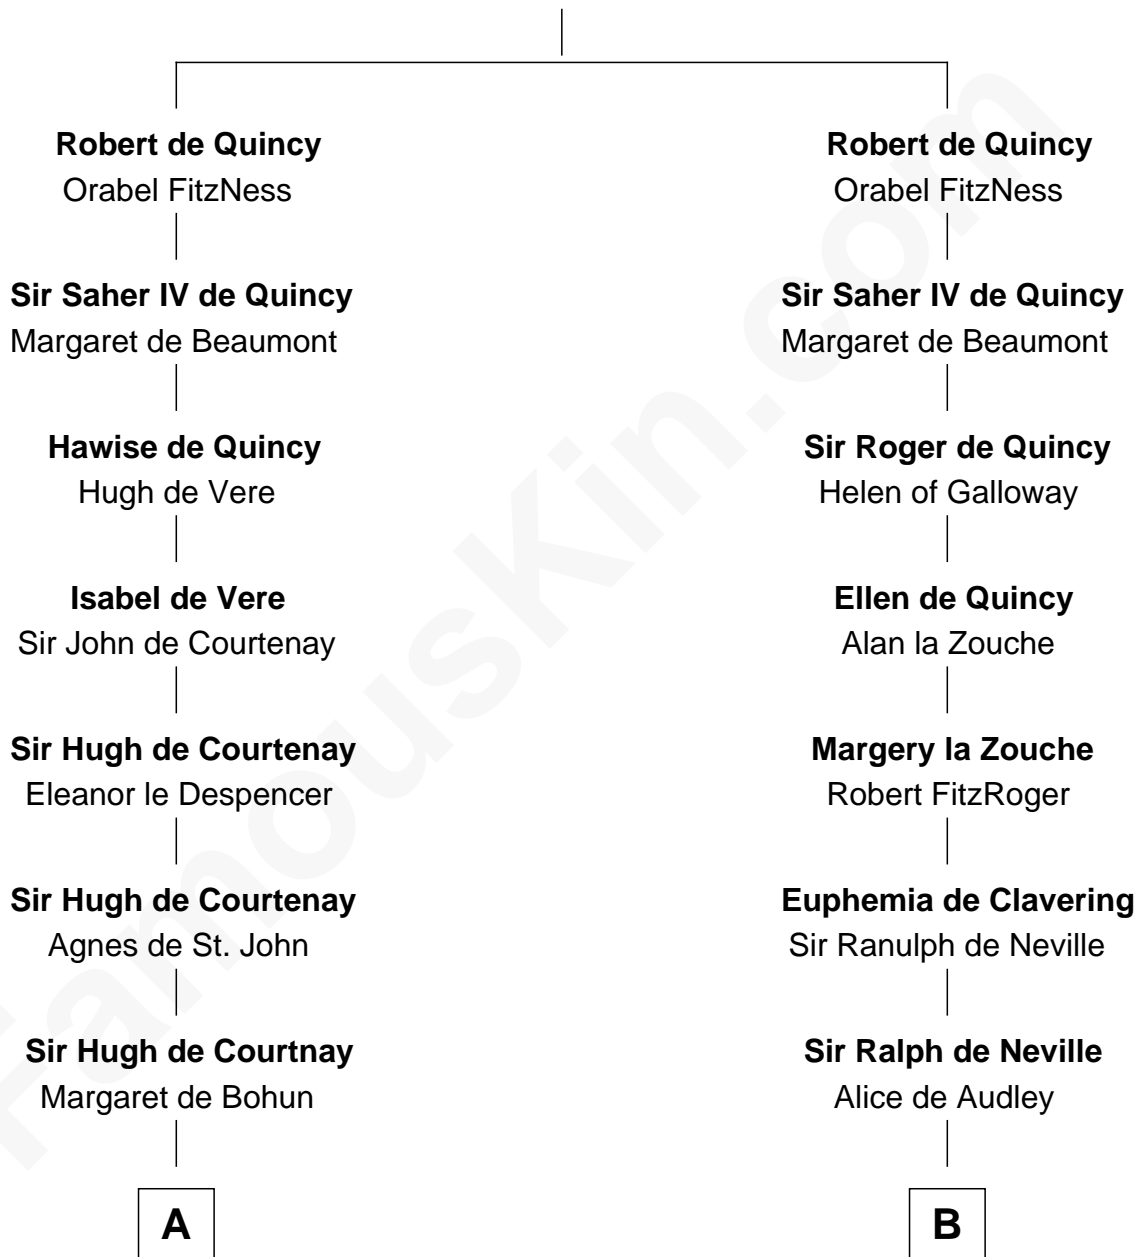 Robert de Quincy
Orabel FitzNess
Sir Saher IV de Quincy
Margaret de Beaumont
Hawise de Quincy
Hugh de Vere
Isabel de Vere
Sir John de Courtenay
Sir Hugh de Courtenay
Eleanor le Despencer
Sir Hugh de Courtenay
Agnes de St. John
Sir Hugh de Courtnay
Margaret de Bohun
A
Robert de Quincy
Orabel FitzNess
Sir Saher IV de Quincy
Margaret de Beaumont
Sir Roger de Quincy
Helen of Galloway
Ellen de Quincy
Alan la Zouche
Margery la Zouche
Robert FitzRoger
Euphemia de Clavering
Sir Ranulph de Neville
Sir Ralph de Neville
Alice de Audley
B
FamousKin.com